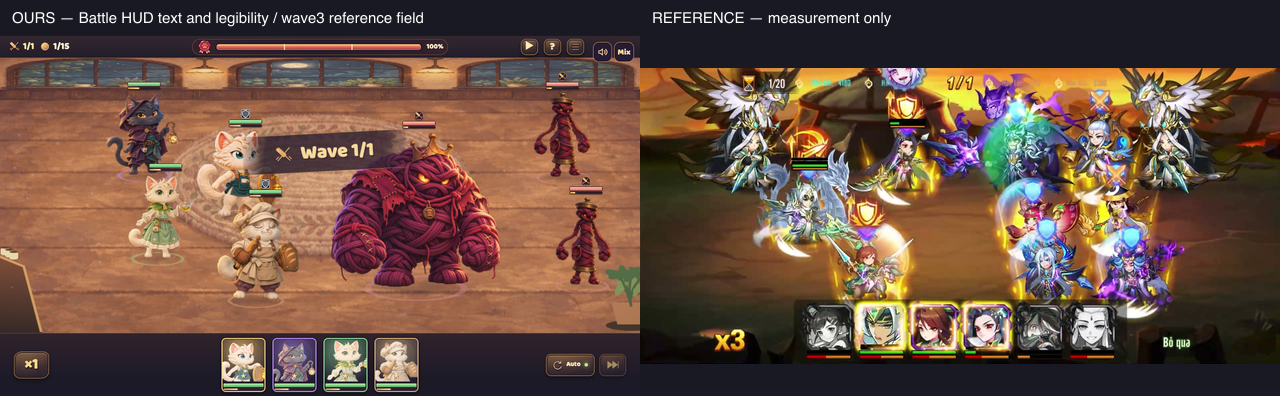 OURS — Battle HUD text and legibility / wave3 reference field
REFERENCE — measurement only
1/1 1/15
100%
?
Mix
1/20
1/1
Wave 1/1
×1
Auto
x3
Bỏ qua